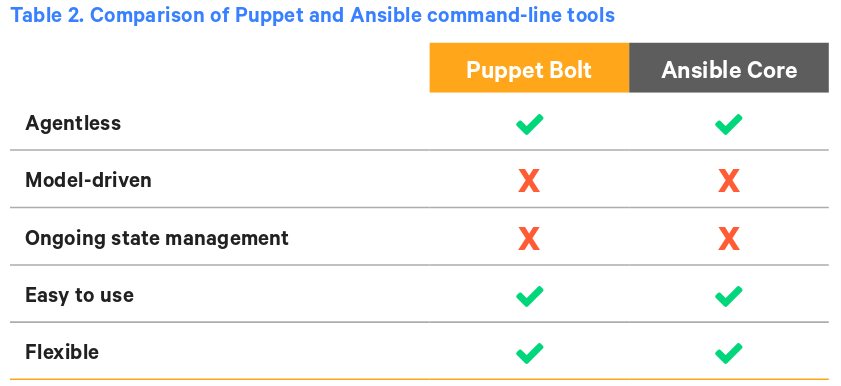 Table 2. Comparison of Puppet and Ansible command-line tools
Puppet Bolt Ansible Core
Agentless ✓ ✓
Model-driven X X
Ongoing state management X X
Easy to use ✓ ✓
Flexible ✓ ✓